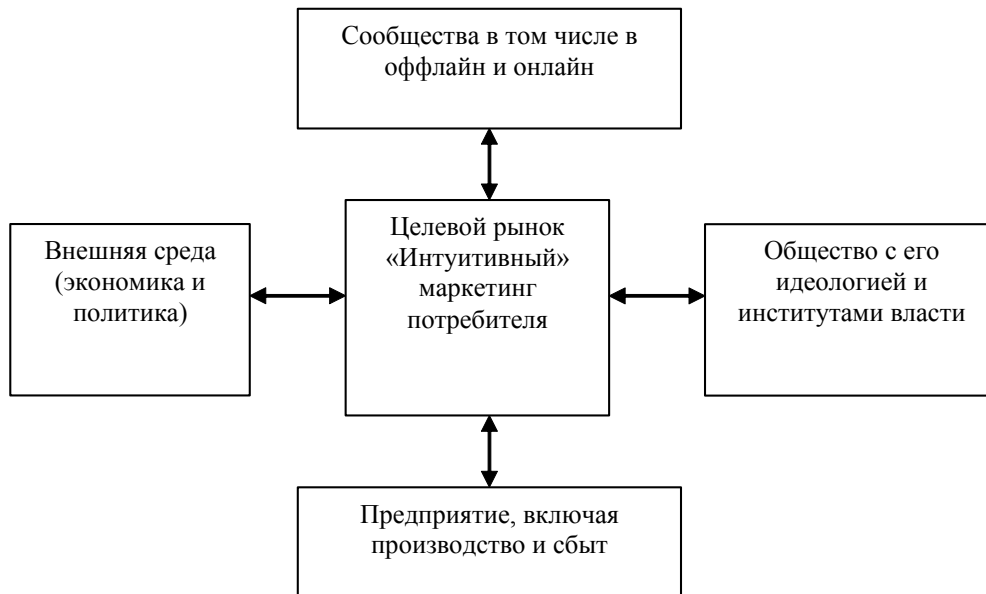 Сообщества в том числе в
оффлайн и онлайн
Внешняя среда
(экономика и
политика)
Целевой рынок
«Интуитивный»
маркетинг
потребителя
Общество с его
идеологией и
институтами власти
Предприятие, включая
производство и сбыт